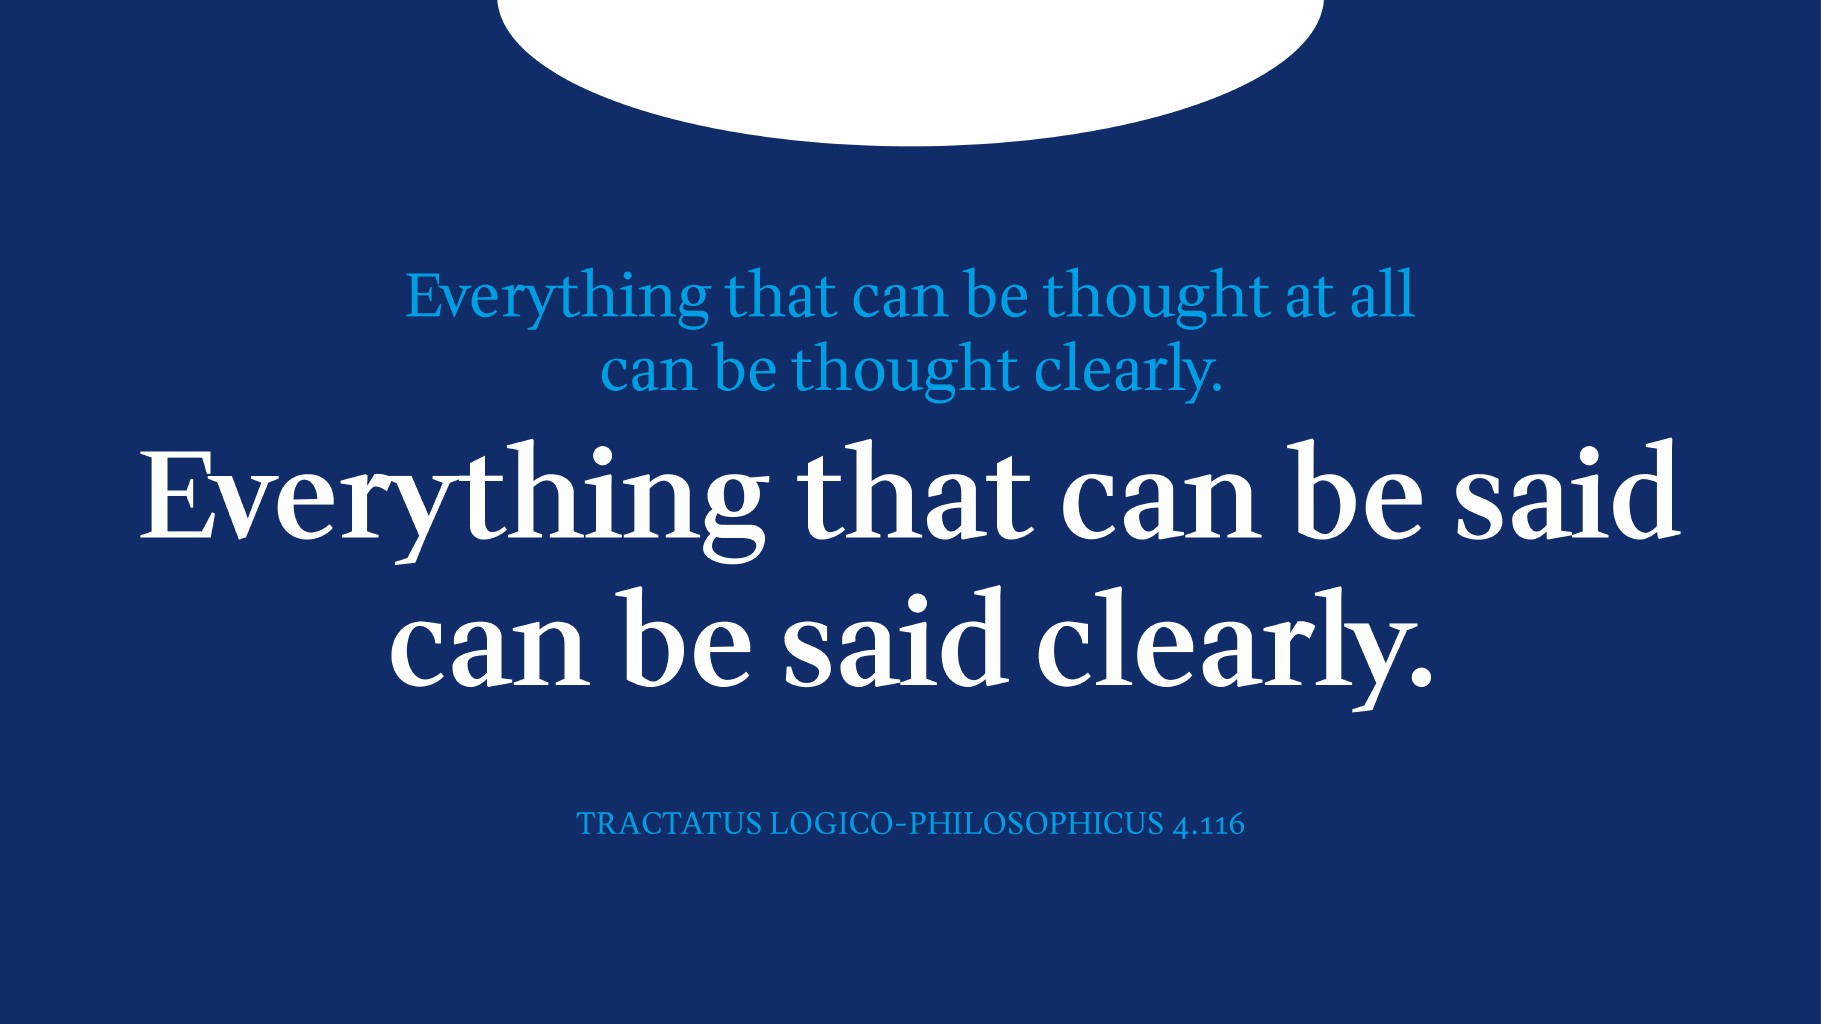 Everything that can be thought at all
can be thought clearly.
Everything that can be said
can be said clearly.
TRACTATUS LOGICO-PHILOSOPHICUS 4.116